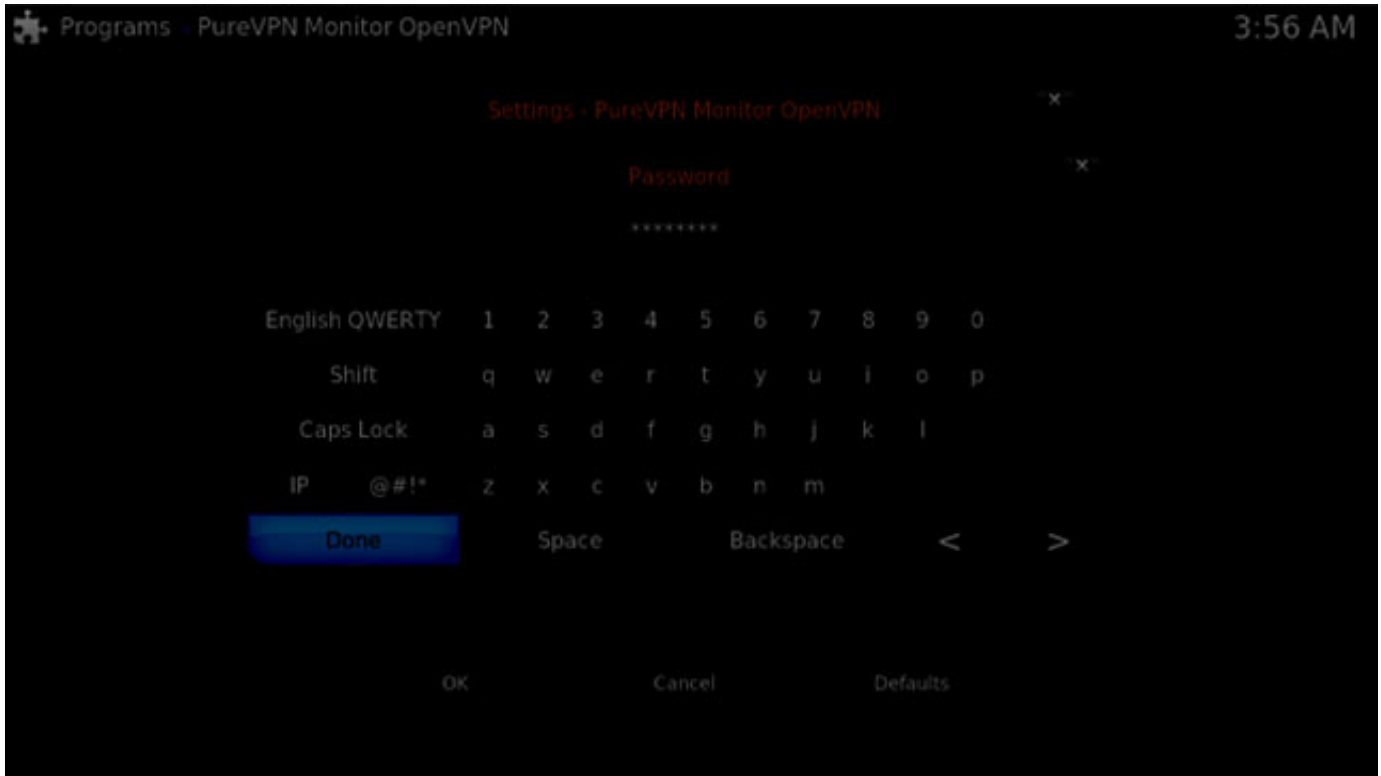 Programs - PureVPN Monitor OpenVPN
3:56 AM
Settings - PureVPN Monitor OpenVPN
×
Password
×
********
English QWERTY 1 2 3 4 5 6 7 8 9 0
Shift q w e r t y u i o p
Caps Lock a s d f g h j k l
IP @#!* z x c v b n m
Done Space Backspace < >
OK Cancel Defaults